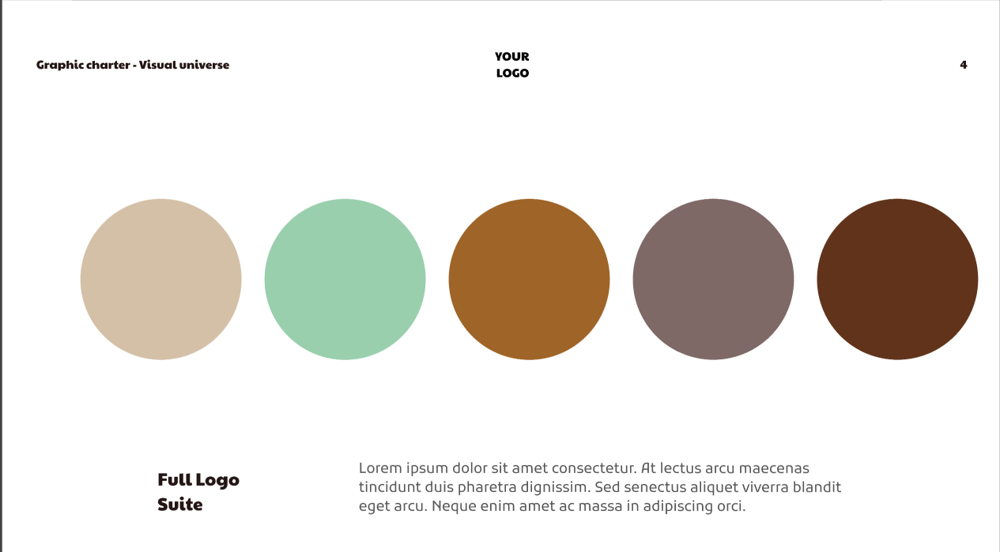 Graphic charter - Visual universe
YOUR
LOGO
4
Full Logo
Suite
Lorem ipsum dolor sit amet consectetur. At lectus arcu maecenas
tincidunt duis pharetra dignissim. Sed senectus aliquet viverra blandit
eget arcu. Neque enim amet ac massa in adipiscing orci.